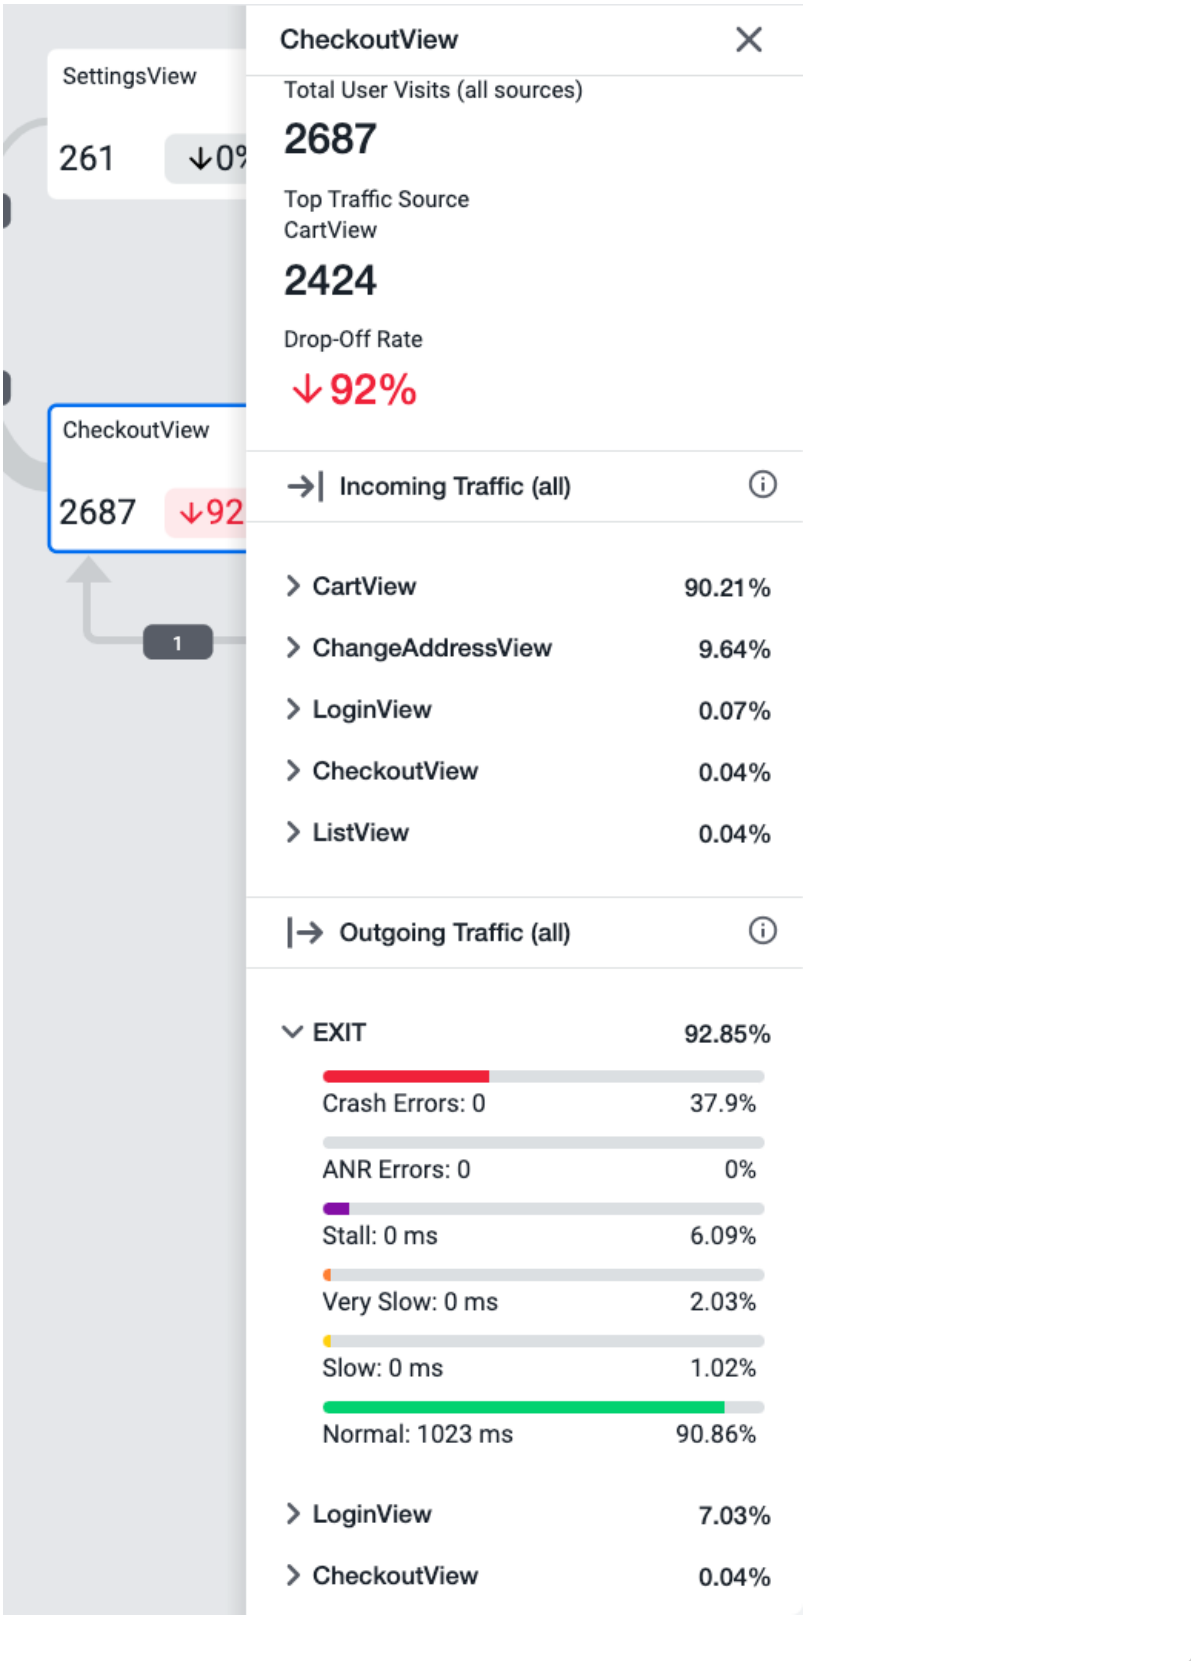 SettingsView
261
↓0%
CheckoutView
2687
↓92
1
CheckoutView
Total User Visits (all sources)
2687
Top Traffic Source
CartView
2424
Drop-Off Rate
↓92%
Incoming Traffic (all)
CartView 90.21%
ChangeAddressView 9.64%
LoginView 0.07%
CheckoutView 0.04%
ListView 0.04%
Outgoing Traffic (all)
EXIT 92.85%
Crash Errors: 0 37.9%
ANR Errors: 0 0%
Stall: 0 ms 6.09%
Very Slow: 0 ms 2.03%
Slow: 0 ms 1.02%
Normal: 1023 ms 90.86%
LoginView 7.03%
CheckoutView 0.04%